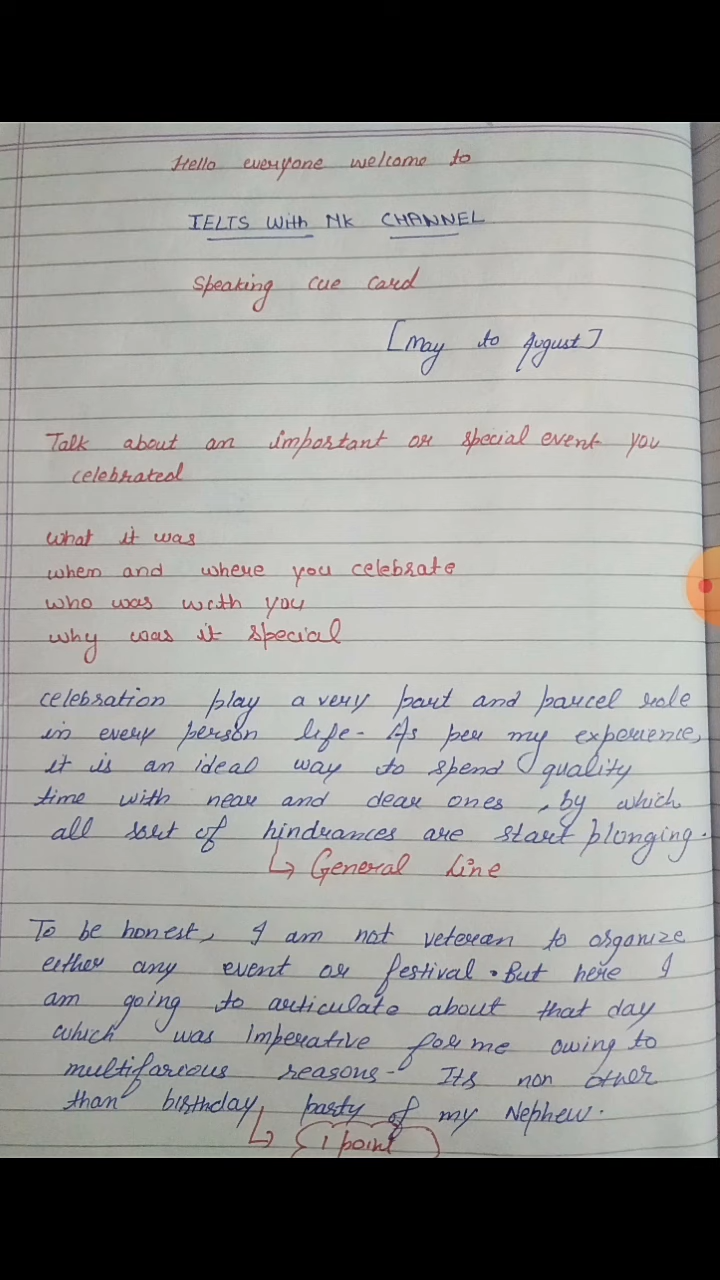 Hello everyone welcome to
IELTS With NK CHANNEL
Speaking cue card
[May to August]
Talk about an important or special event you
celebrated
what it was
when and where you celebrate
who was with you
why was it special
celebration play a very part and parcel role
in every person life- As per my experience,
it is an ideal way to spend quality
time with near and dear ones, by which
all sort of hindrances are start plonging.
↳ General Line
To be honest, I am not veteran to organize
either any event or festival. But here I
am going to articulate about that day
which was imperative for me owing to
multifarious reasons- Its non other
than birthday party of my Nephew.
↳ 1 point